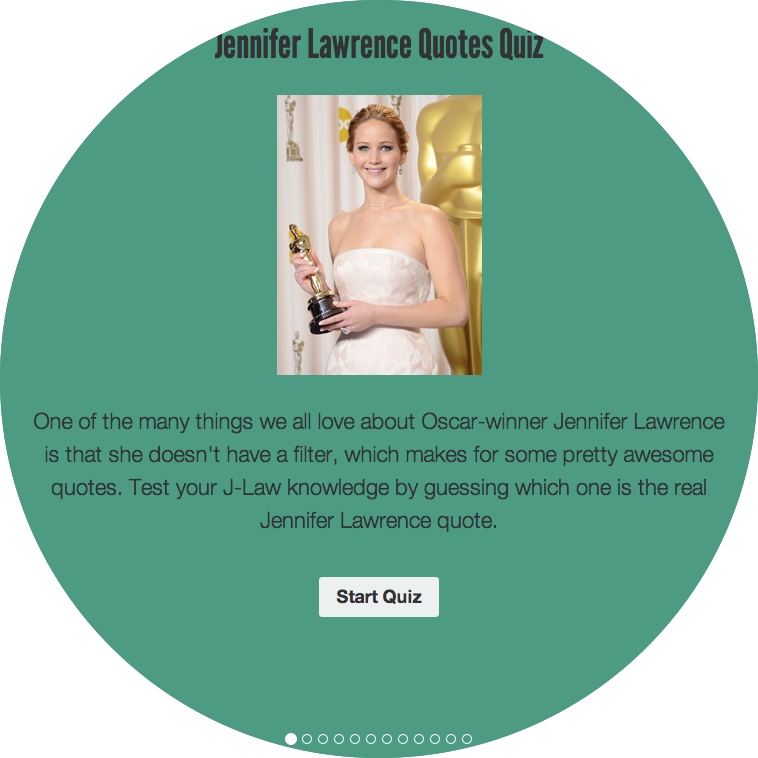 Jennifer Lawrence Quotes Quiz
One of the many things we all love about Oscar-winner Jennifer Lawrence
is that she doesn't have a filter, which makes for some pretty awesome
quotes. Test your J-Law knowledge by guessing which one is the real
Jennifer Lawrence quote.
Start Quiz